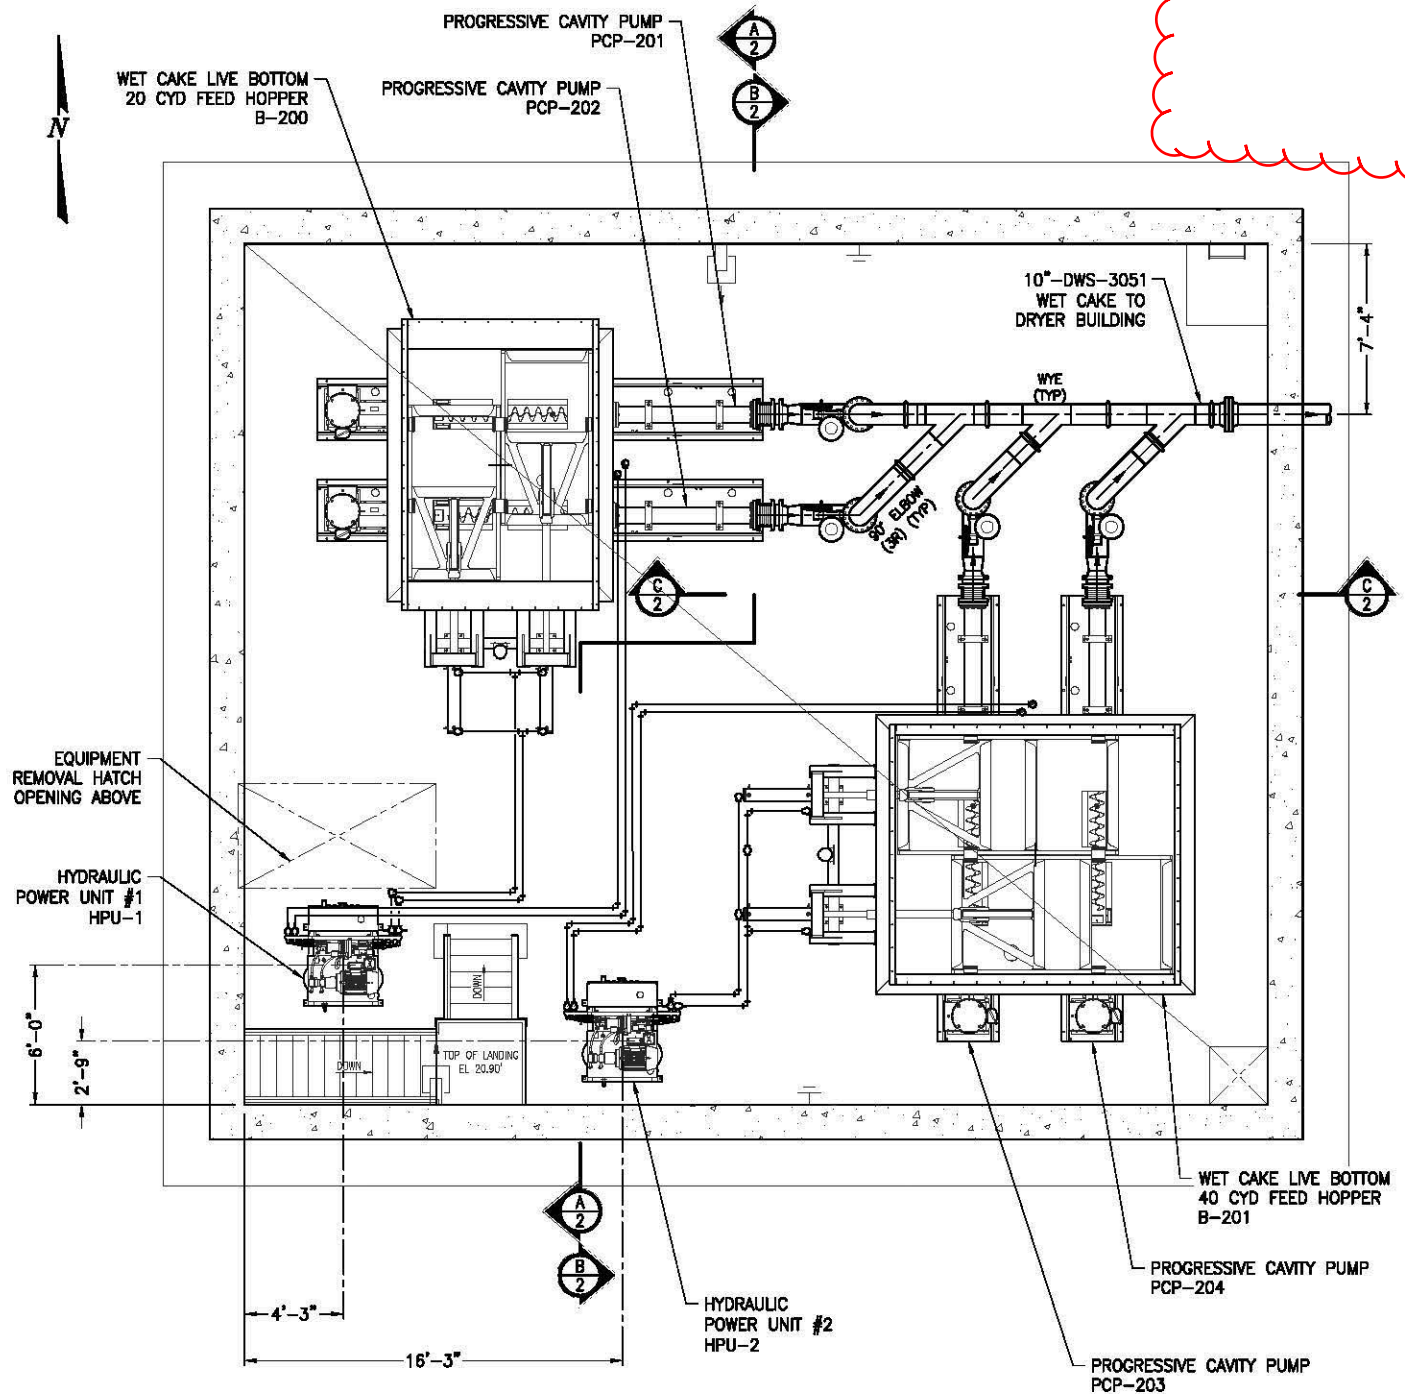 PROGRESSIVE CAVITY PUMP
PCP-201
A
2
WET CAKE LIVE BOTTOM
20 CYD FEED HOPPER
B-200
PROGRESSIVE CAVITY PUMP
PCP-202
B
2
N
10"-DWS-3051
WET CAKE TO
DRYER BUILDING
7'-4"
WYE
(TYP)
90° ELBOW
(3R) (TYP)
C
2
C
2
EQUIPMENT
REMOVAL HATCH
OPENING ABOVE
HYDRAULIC
POWER UNIT #1
HPU-1
DOWN
6'-0"
2'-9"
DOWN
TOP OF LANDING
EL 20.90'
A
2
B
2
WET CAKE LIVE BOTTOM
40 CYD FEED HOPPER
B-201
PROGRESSIVE CAVITY PUMP
PCP-204
4'-3"
HYDRAULIC
POWER UNIT #2
HPU-2
16'-3"
PROGRESSIVE CAVITY PUMP
PCP-203